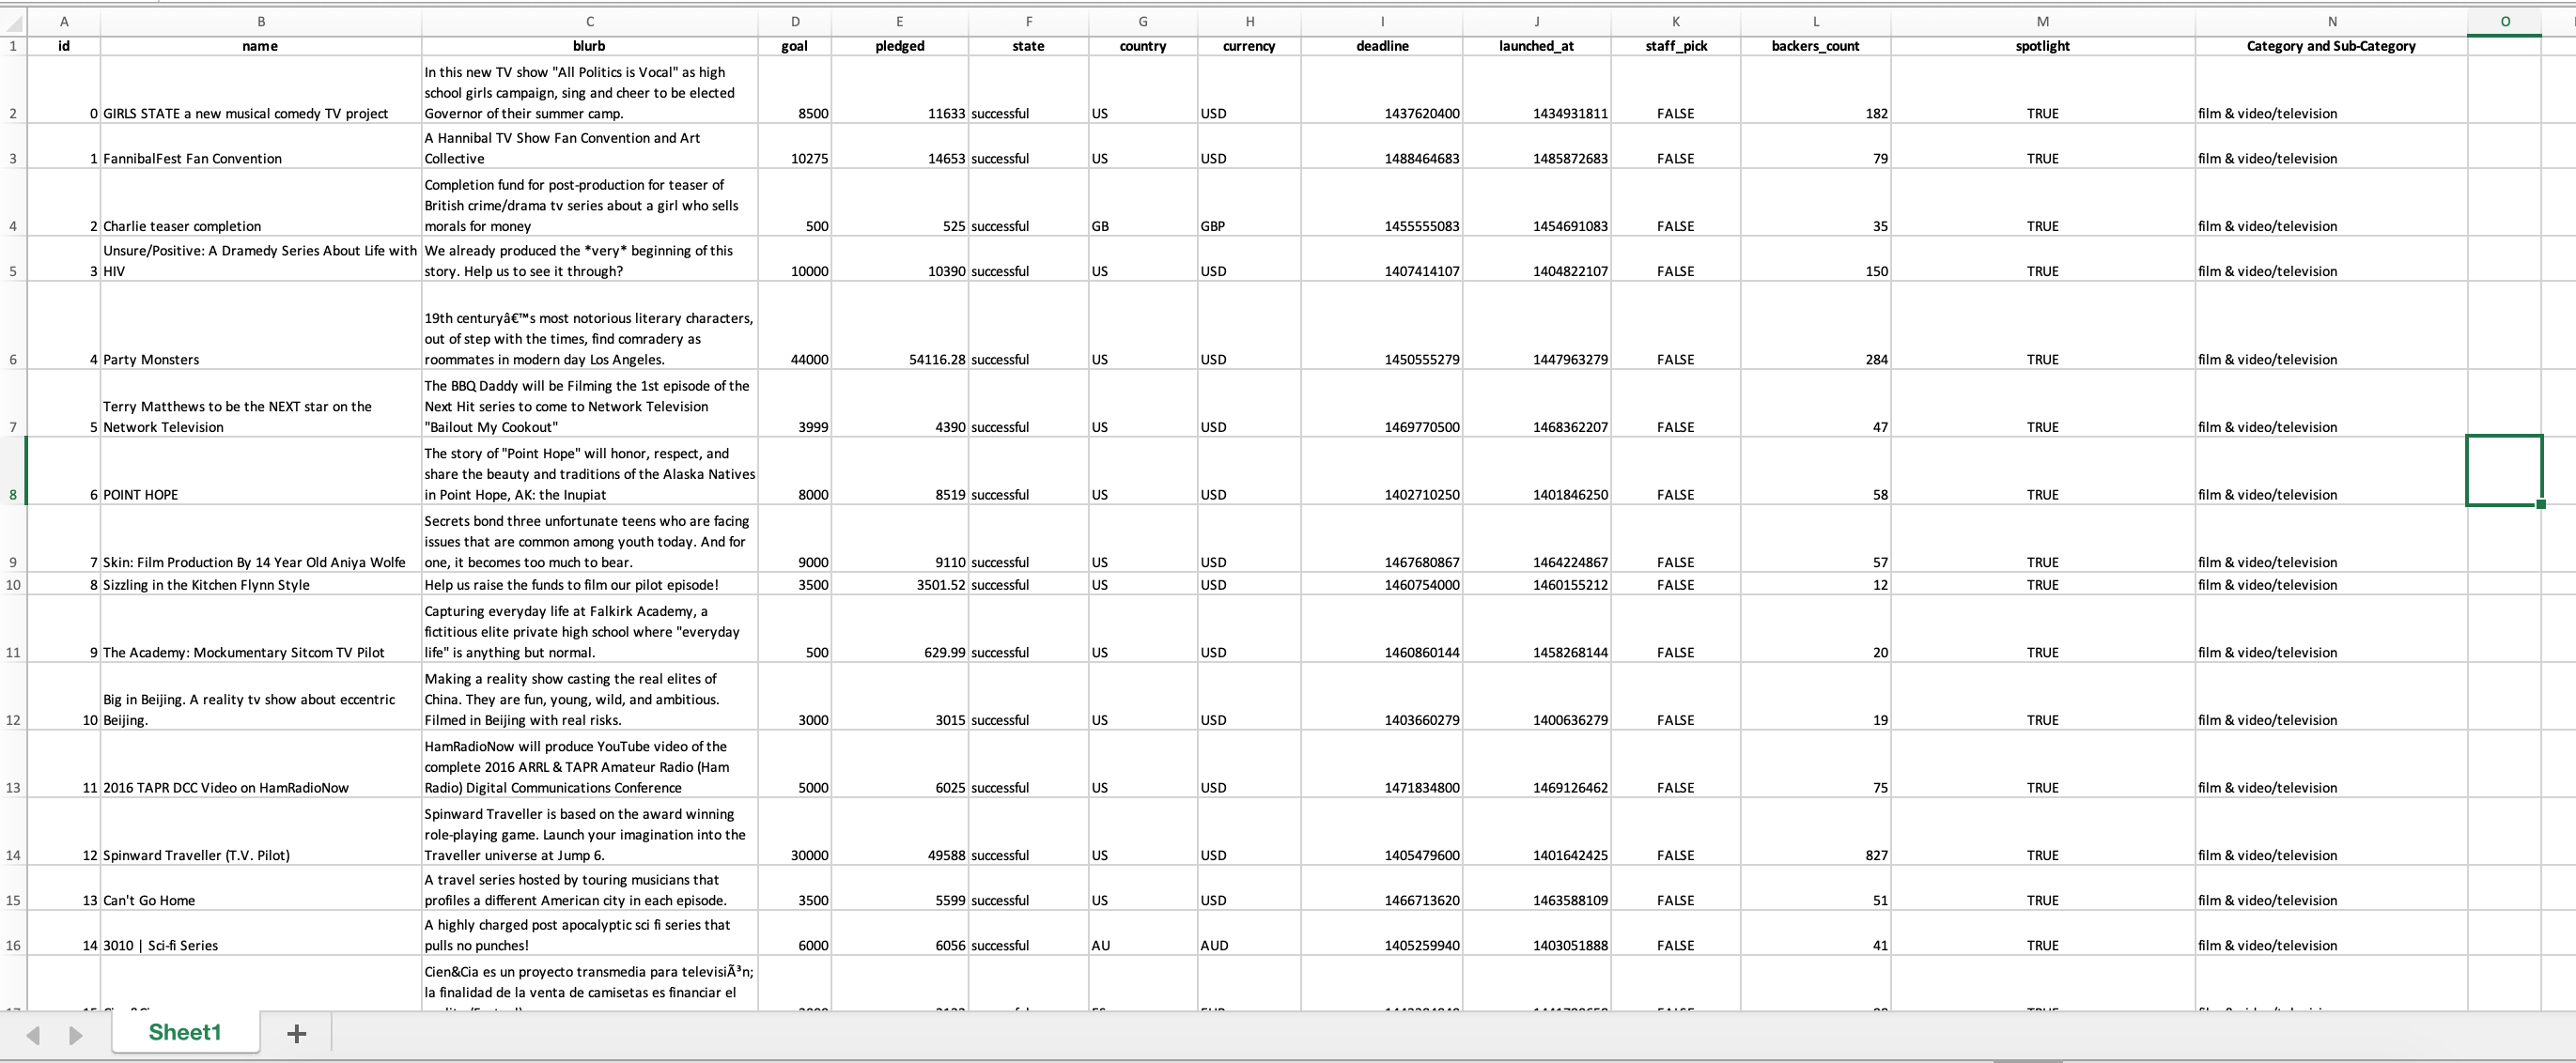 A B C D E F G H I J K L M N O
1 id name blurb goal pledged state country currency deadline launched_at staff_pick backers_count spotlight Category and Sub-Category
In this new TV show "All Politics is Vocal" as high
school girls campaign, sing and cheer to be elected
2 0 GIRLS STATE a new musical comedy TV project Governor of their summer camp. 8500 11633 successful US USD 1437620400 1434931811 FALSE 182 TRUE film & video/television
A Hannibal TV Show Fan Convention and Art
3 1 FannibalFest Fan Convention Collective 10275 14653 successful US USD 1488464683 1485872683 FALSE 79 TRUE film & video/television
Completion fund for post-production for teaser of
British crime/drama tv series about a girl who sells
4 2 Charlie teaser completion morals for money 500 525 successful GB GBP 1455555083 1454691083 FALSE 35 TRUE film & video/television
Unsure/Positive: A Dramedy Series About Life with We already produced the *very* beginning of this
5 3 HIV story. Help us to see it through? 10000 10390 successful US USD 1407414107 1404822107 FALSE 150 TRUE film & video/television
19th centuryâ€™s most notorious literary characters,
out of step with the times, find comradery as
6 4 Party Monsters roommates in modern day Los Angeles. 44000 54116.28 successful US USD 1450555279 1447963279 FALSE 284 TRUE film & video/television
The BBQ Daddy will be Filming the 1st episode of the
Terry Matthews to be the NEXT star on the Next Hit series to come to Network Television
7 5 Network Television "Bailout My Cookout" 3999 4390 successful US USD 1469770500 1468362207 FALSE 47 TRUE film & video/television
The story of "Point Hope" will honor, respect, and
share the beauty and traditions of the Alaska Natives
8 6 POINT HOPE in Point Hope, AK: the Inupiat 8000 8519 successful US USD 1402710250 1401846250 FALSE 58 TRUE film & video/television
Secrets bond three unfortunate teens who are facing
issues that are common among youth today. And for
9 7 Skin: Film Production By 14 Year Old Aniya Wolfe one, it becomes too much to bear. 9000 9110 successful US USD 1467680867 1464224867 FALSE 57 TRUE film & video/television
10 8 Sizzling in the Kitchen Flynn Style Help us raise the funds to film our pilot episode! 3500 3501.52 successful US USD 1460754000 1460155212 FALSE 12 TRUE film & video/television
Capturing everyday life at Falkirk Academy, a
fictitious elite private high school where "everyday
11 9 The Academy: Mockumentary Sitcom TV Pilot life" is anything but normal. 500 629.99 successful US USD 1460860144 1458268144 FALSE 20 TRUE film & video/television
Making a reality show casting the real elites of
Big in Beijing. A reality tv show about eccentric China. They are fun, young, wild, and ambitious.
12 10 Beijing. Filmed in Beijing with real risks. 3000 3015 successful US USD 1403660279 1400636279 FALSE 19 TRUE film & video/television
HamRadioNow will produce YouTube video of the
complete 2016 ARRL & TAPR Amateur Radio (Ham
13 11 2016 TAPR DCC Video on HamRadioNow Radio) Digital Communications Conference 5000 6025 successful US USD 1471834800 1469126462 FALSE 75 TRUE film & video/television
Spinward Traveller is based on the award winning
role-playing game. Launch your imagination into the
14 12 Spinward Traveller (T.V. Pilot) Traveller universe at Jump 6. 30000 49588 successful US USD 1405479600 1401642425 FALSE 827 TRUE film & video/television
A travel series hosted by touring musicians that
15 13 Can't Go Home profiles a different American city in each episode. 3500 5599 successful US USD 1466713620 1463588109 FALSE 51 TRUE film & video/television
A highly charged post apocalyptic sci fi series that
16 14 3010 | Sci-fi Series pulls no punches! 6000 6056 successful AU AUD 1405259940 1403051888 FALSE 41 TRUE film & video/television
Cien&Cia es un proyecto transmedia para televisiÃ³n;
la finalidad de la venta de camisetas es financiar el
Sheet1